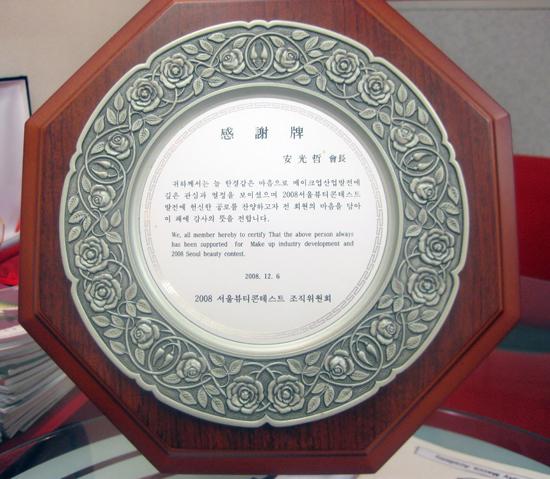 感謝牌
安光哲 會長
귀하께서는 늘 한결같은 마음으로 메이크업산업발전에
깊은 관심과 열정을 보이셨으며 2008서울뷰티콘테스트
발전에 헌신한 공로를 찬양하고자 전 회원의 마음을 담아
이 패에 감사의 뜻을 전합니다.
We, all member hereby to certify That the above person always
has been supported for Make up industry development and
2008 Seoul beauty contest.
2008. 12. 6
2008 서울뷰티콘테스트 조직위원회